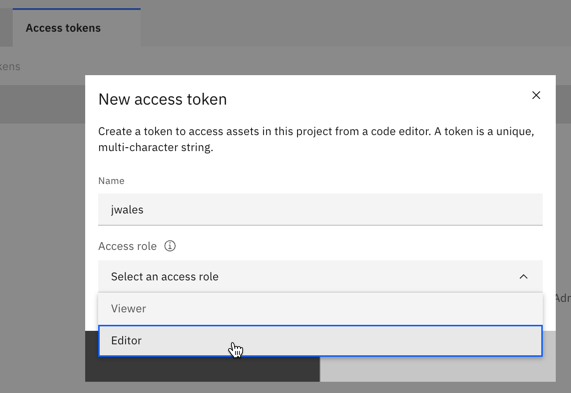 Access tokens
kens
New access token
Create a token to access assets in this project from a code editor. A token is a unique,
multi-character string.
Name
jwales
Access role
Select an access role
Adr
Viewer
Editor